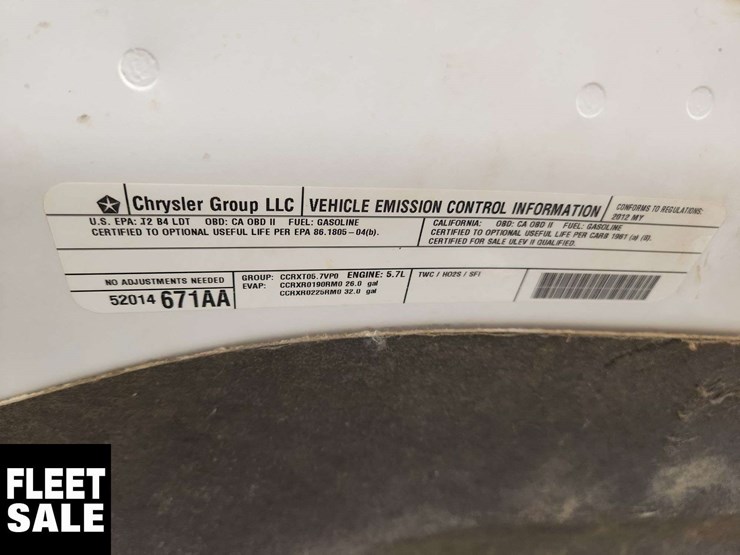 Chrysler Group LLC VEHICLE EMISSION CONTROL INFORMATION CONFORMS TO REGULATIONS:
2012 MY
U.S. EPA: T2 B4 LDT OBD: CA OBD II FUEL: GASOLINE
CERTIFIED TO OPTIONAL USEFUL LIFE PER EPA 86.1805-04(b).
CALIFORNIA: OBD: CA OBD II FUEL: GASOLINE
CERTIFIED TO OPTIONAL USEFUL LIFE PER CARB 1961 (a) (8).
CERTIFIED FOR SALE ULEV II QUALIFIED.
NO ADJUSTMENTS NEEDED
52014 671AA
GROUP: CCRXT05.7VP0 ENGINE: 5.7L
EVAP: CCRXR0190RM0 26.0 gal
CCRXR0225RM0 32.0 gal
TWC / HO2S / SFI
FLEET
SALE